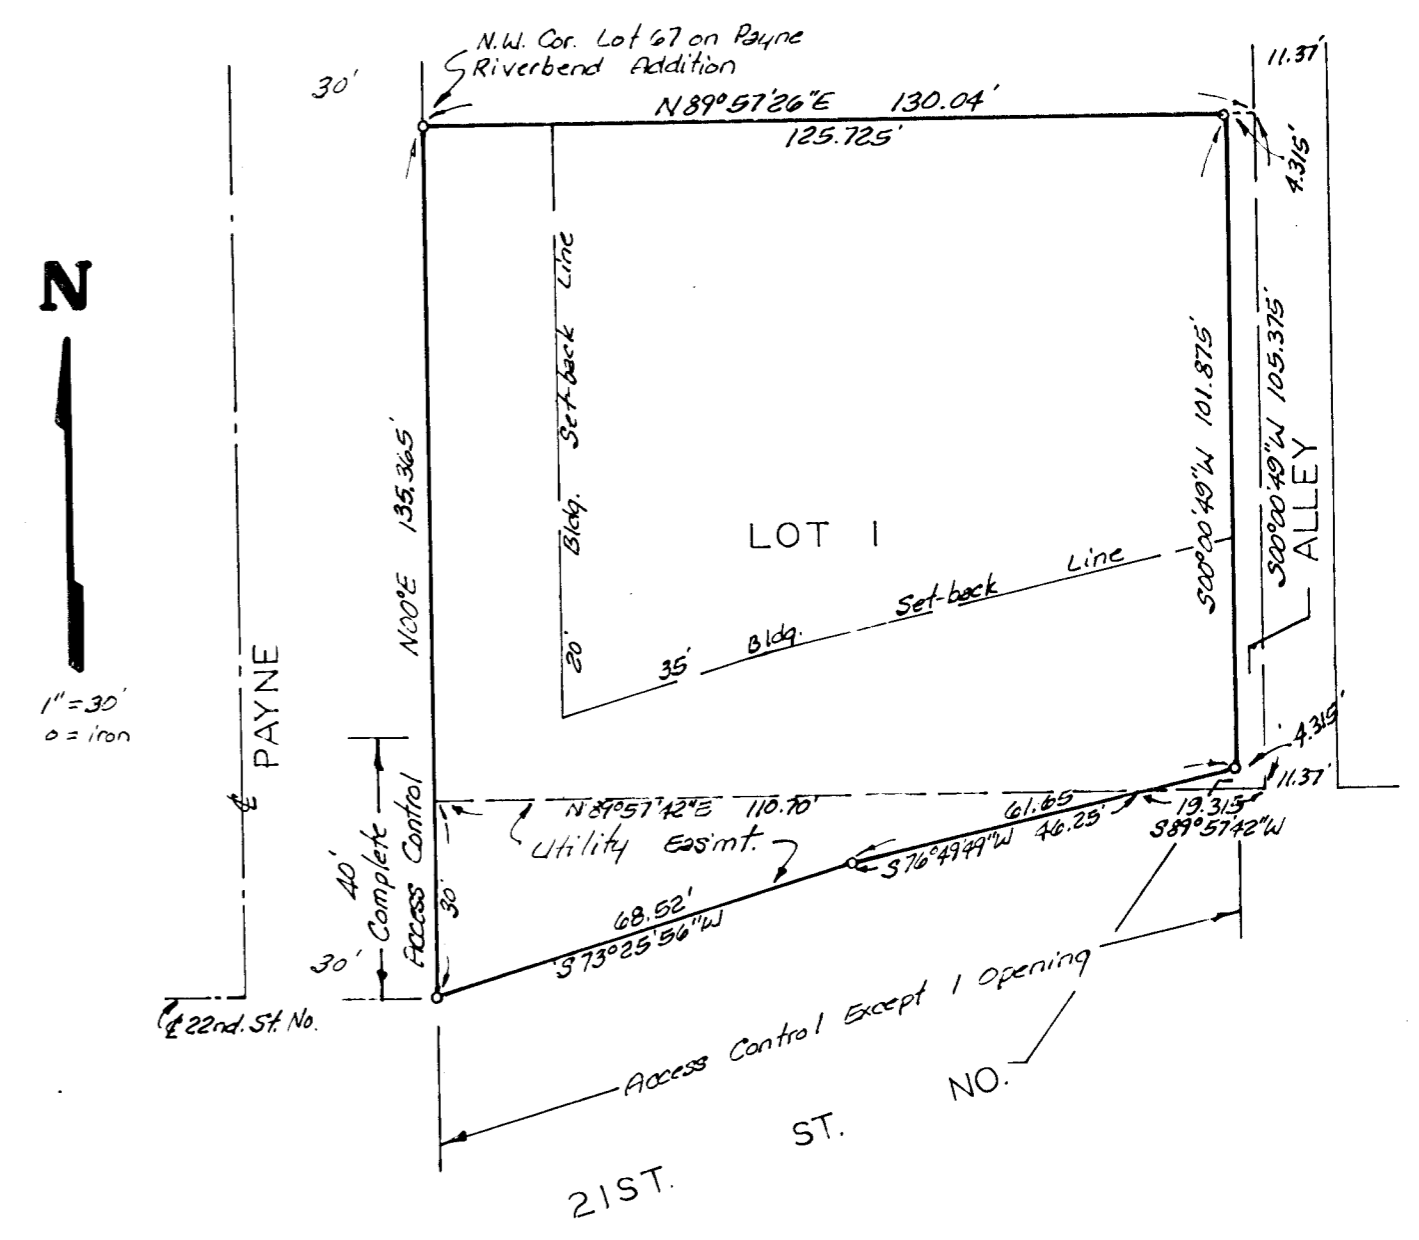 N.W. Cor. Lot 67 on Payne
Riverbend Addition
30'
11.37'
N 89°57'26"E 130.04'
125.725'
4.315'
N
1" = 30'
o = iron
Bldg. Set-back Line
20'
N00°E 135.365'
S00°00'49"W 101.875'
S00°00'49"W 105.375'
ALLEY
LOT 1
35' Bldg. Set-back Line
PAYNE
℄
4.315'
11.37'
N 89°57'42"E 110.70'
Utility Eas'mt.
61.65
46.25'
S 76°49'49"W
19.315
S89°57'42"W
40'
Complete
Access Control
30'
68.52'
S 73°25'56"W
30'
℄ 22nd. St. No.
Access Control Except 1 Opening
21ST. ST. NO.